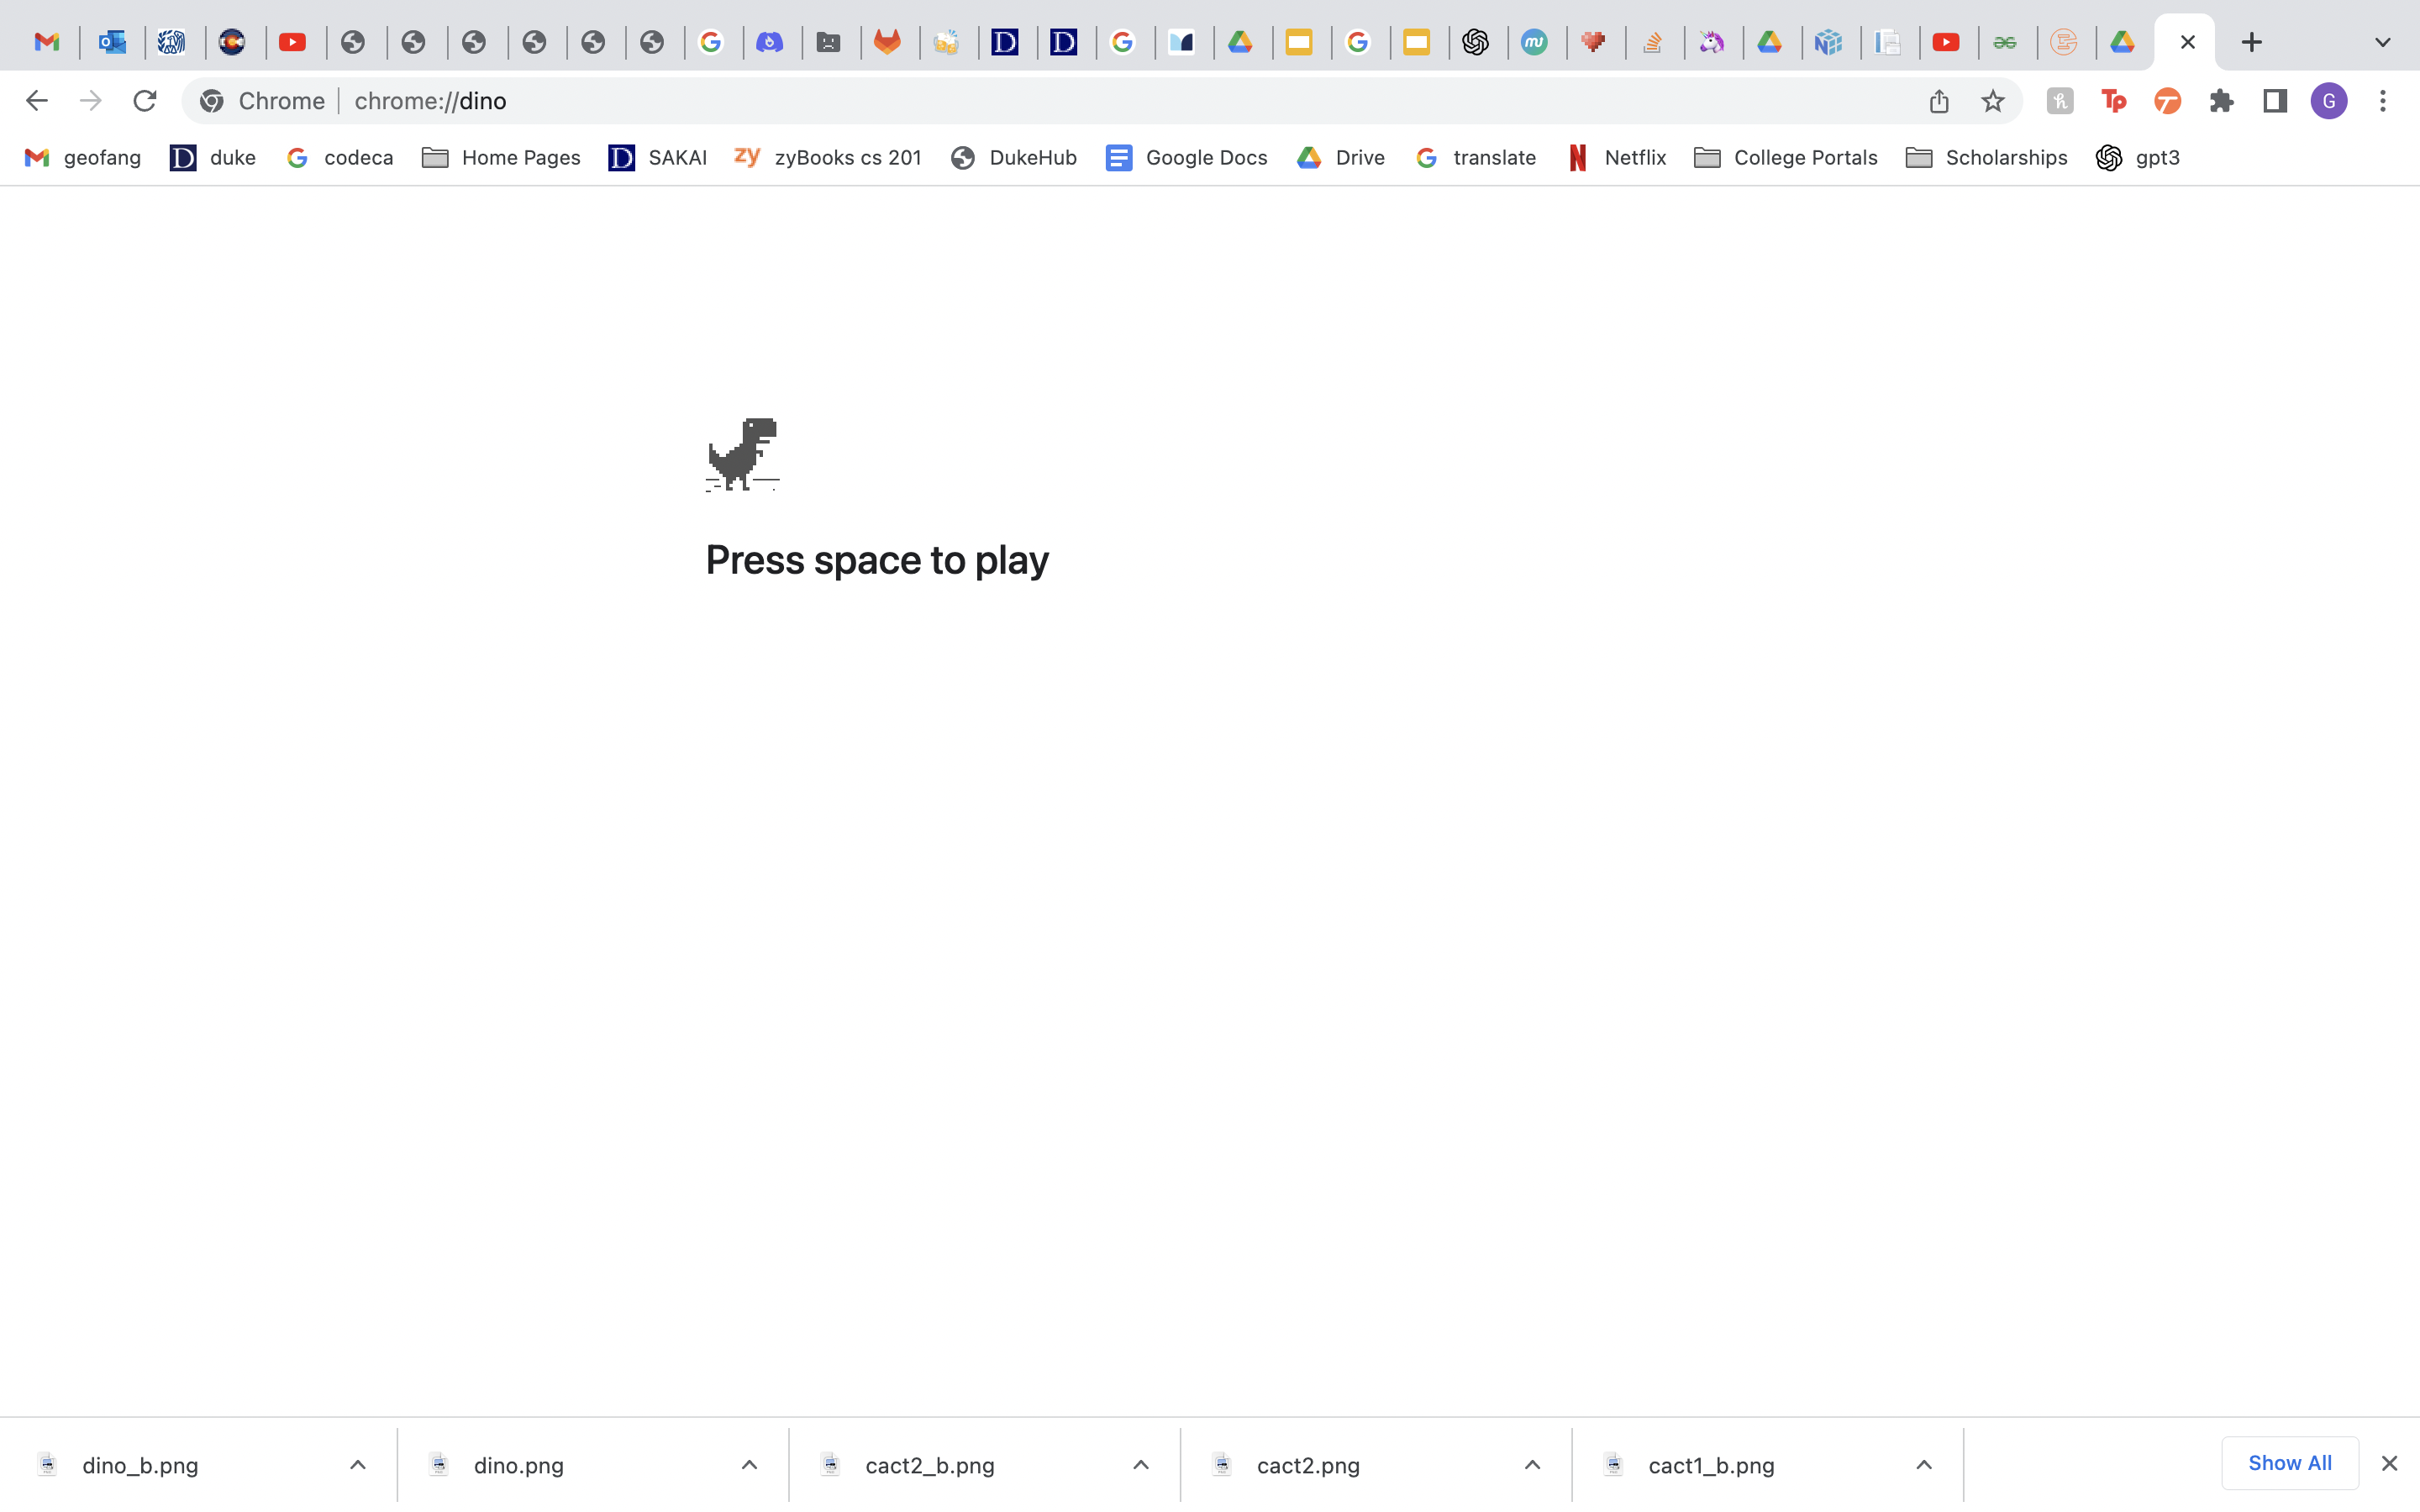 Chrome chrome://dino
G
geofang duke codeca Home Pages SAKAI zyBooks cs 201 DukeHub Google Docs Drive translate Netflix College Portals Scholarships gpt3
Press space to play
dino_b.png dino.png cact2_b.png cact2.png cact1_b.png Show All